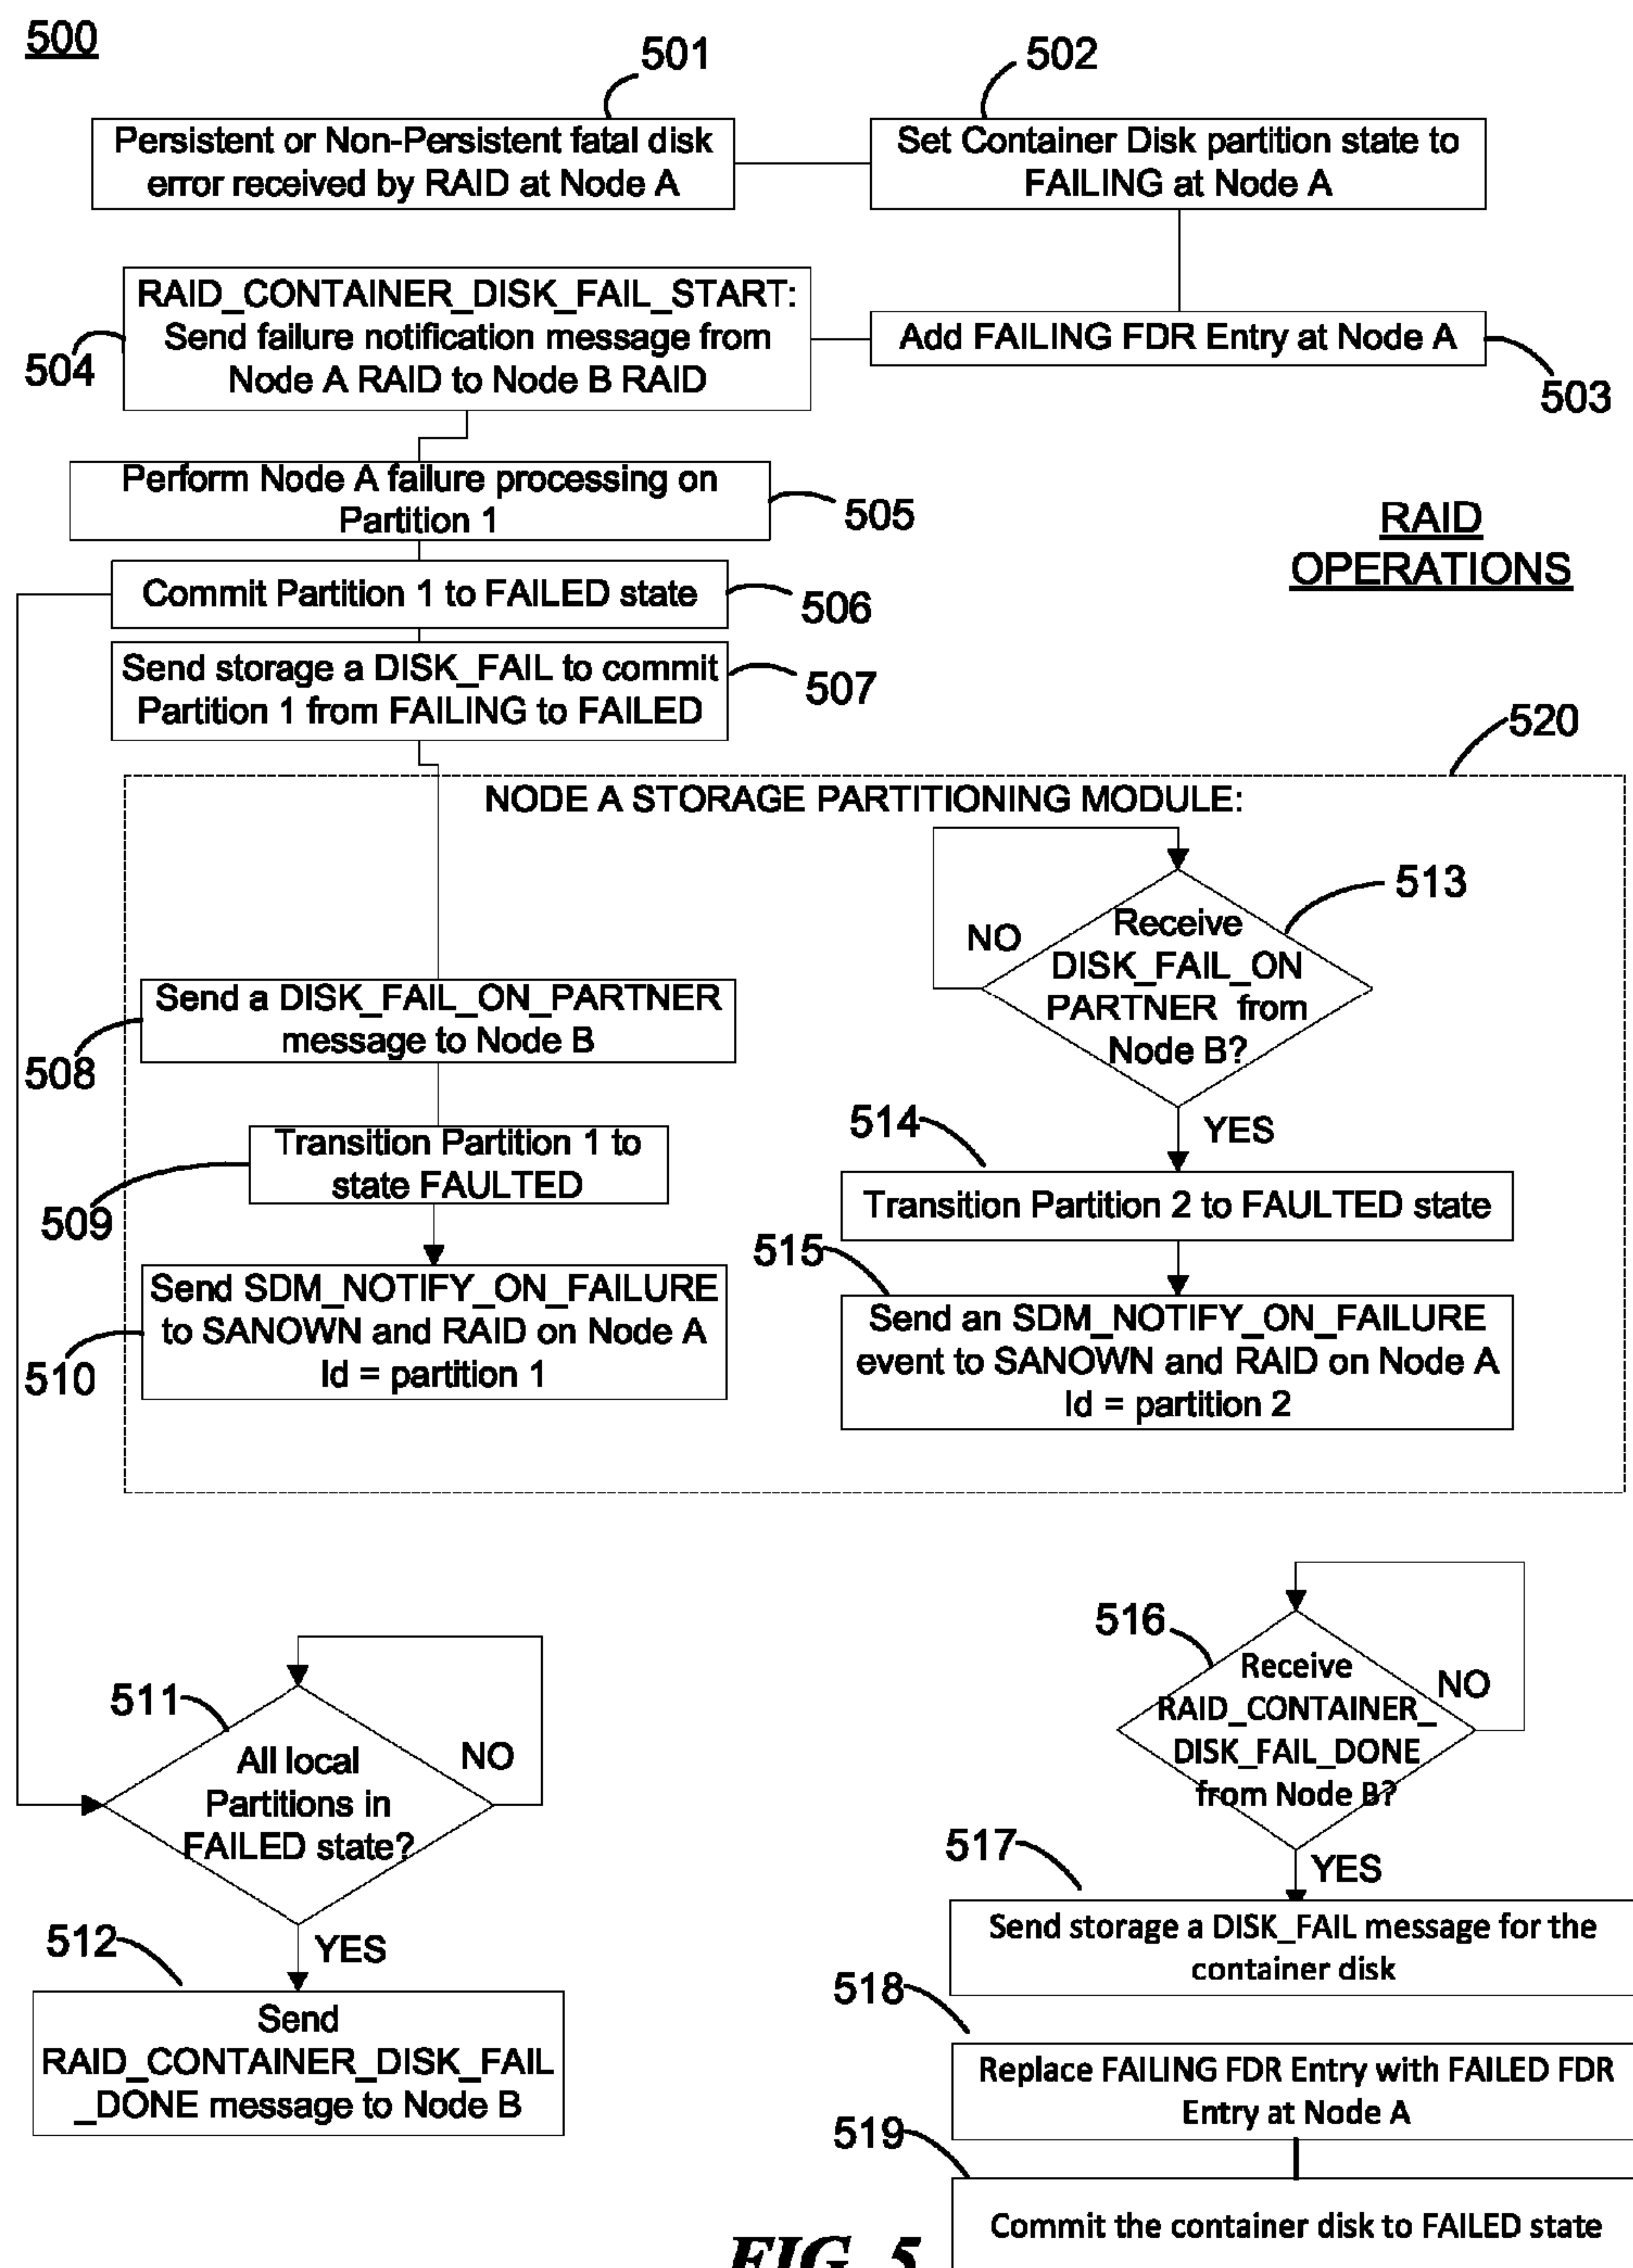 500
501
502
Persistent or Non-Persistent fatal disk
error received by RAID at Node A
Set Container Disk partition state to
FAILING at Node A
RAID_CONTAINER_DISK_FAIL_START:
Send failure notification message from
Node A RAID to Node B RAID
504
Add FAILING FDR Entry at Node A
503
Perform Node A failure processing on
Partition 1
505
RAID
OPERATIONS
Commit Partition 1 to FAILED state
506
Send storage a DISK_FAIL to commit
Partition 1 from FAILING to FAILED
507
520
NODE A STORAGE PARTITIONING MODULE:
513
NO
Receive
DISK_FAIL_ON
PARTNER from
Node B?
YES
Send a DISK_FAIL_ON_PARTNER
message to Node B
508
Transition Partition 1 to
state FAULTED
509
514
Transition Partition 2 to FAULTED state
Send SDM_NOTIFY_ON_FAILURE
to SANOWN and RAID on Node A
Id = partition 1
510
515
Send an SDM_NOTIFY_ON_FAILURE
event to SANOWN and RAID on Node A
Id = partition 2
511
All local
Partitions in
FAILED state?
NO
YES
512
Send
RAID_CONTAINER_DISK_FAIL
_DONE message to Node B
516
Receive
RAID_CONTAINER_
DISK_FAIL_DONE
from Node B?
NO
YES
517
Send storage a DISK_FAIL message for the
container disk
518
Replace FAILING FDR Entry with FAILED FDR
Entry at Node A
519
Commit the container disk to FAILED state
FIG. 5